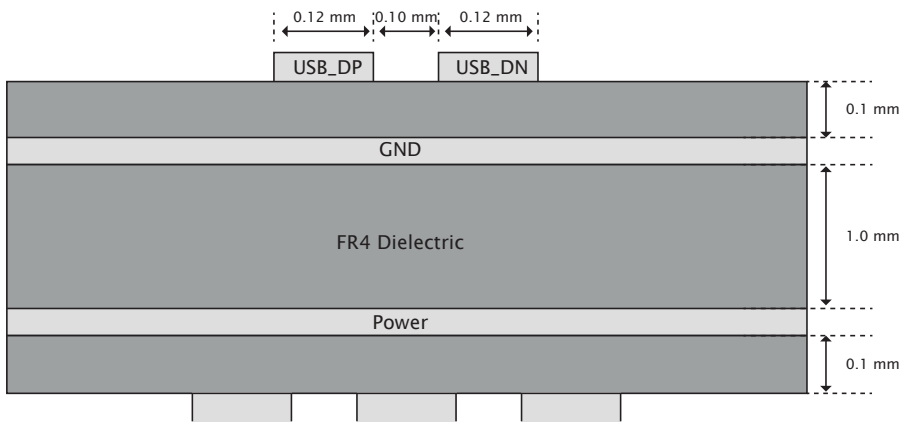 0.12 mm 0.10 mm 0.12 mm
USB_DP USB_DN
0.1 mm
GND
FR4 Dielectric
1.0 mm
Power
0.1 mm